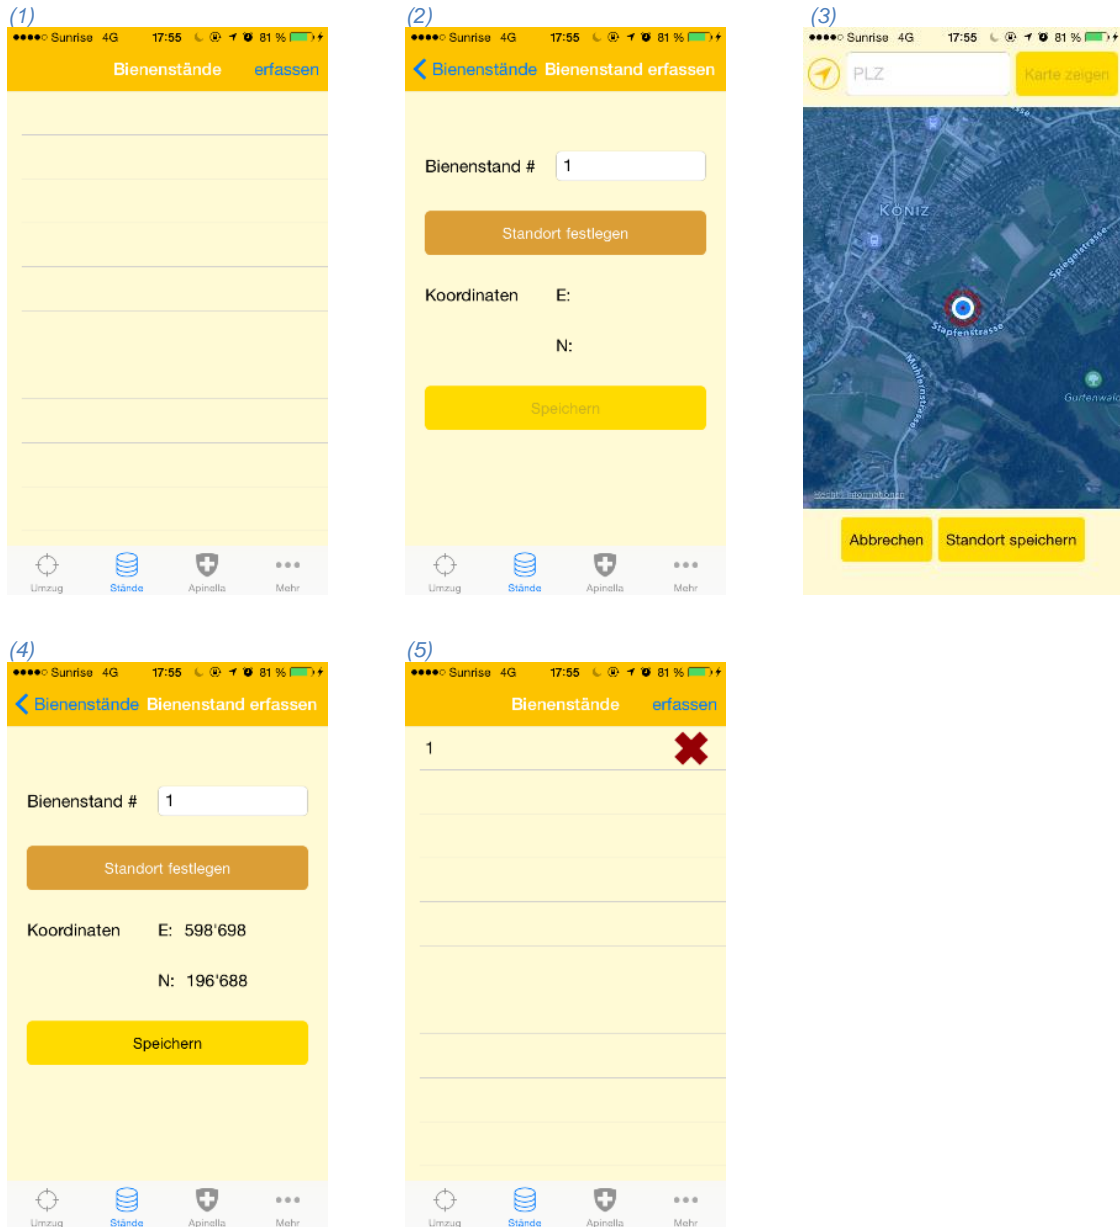 (1)
Sunrise 4G 17:55 81 %
Bienenstände erfassen
Umzug Stände Apinella Mehr
(2)
Sunrise 4G 17:55 81 %
Bienenstände Bienenstand erfassen
Bienenstand # 1
Standort festlegen
Koordinaten E:
N:
Speichern
Umzug Stände Apinella Mehr
(3)
Sunrise 4G 17:55 81 %
PLZ Karte zeigen
KÖNIZ
Spiegelstrasse
Stapfenstrasse
Muhlernstrasse
Gurtenwald
Abbrechen Standort speichern
(4)
Sunrise 4G 17:55 81 %
Bienenstände Bienenstand erfassen
Bienenstand # 1
Standort festlegen
Koordinaten E: 598'698
N: 196'688
Speichern
Umzug Stände Apinella Mehr
(5)
Sunrise 4G 17:55 81 %
Bienenstände erfassen
1
Umzug Stände Apinella Mehr